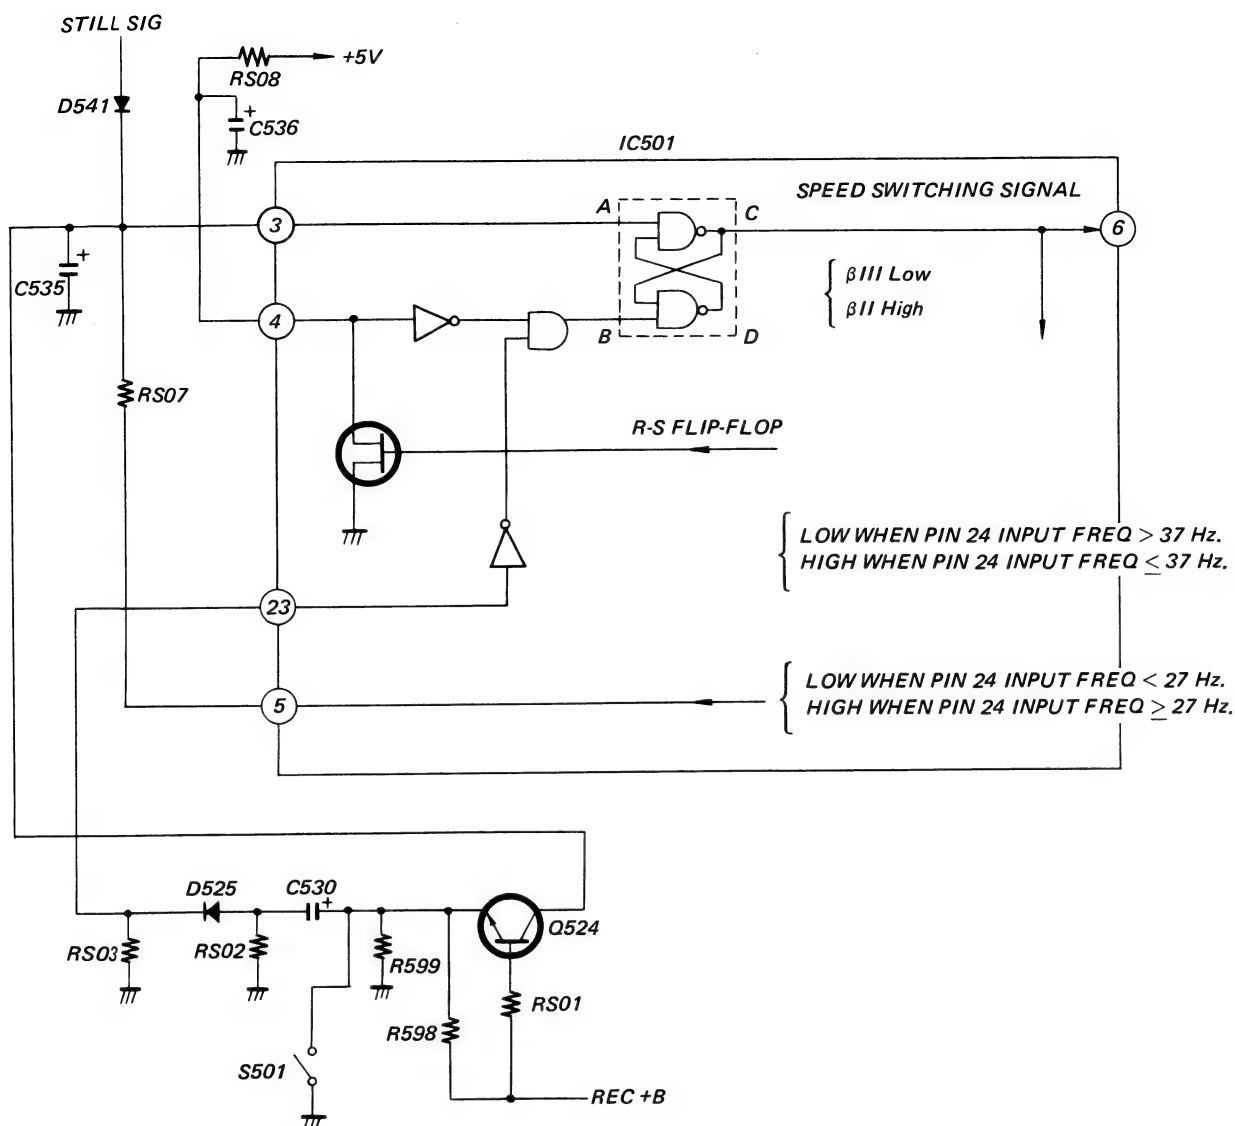 STILL SIG
RS08
+5V
D541
+
C536
IC501
SPEED SWITCHING SIGNAL
A
C
3
6
+
C535
βIII Low
βII High
4
B
D
RS07
R-S FLIP-FLOP
LOW WHEN PIN 24 INPUT FREQ > 37 Hz.
HIGH WHEN PIN 24 INPUT FREQ ≤ 37 Hz.
23
LOW WHEN PIN 24 INPUT FREQ < 27 Hz.
HIGH WHEN PIN 24 INPUT FREQ ≥ 27 Hz.
5
D525
C530
+
Q524
RS03
RS02
R599
RS01
R598
S501
REC +B